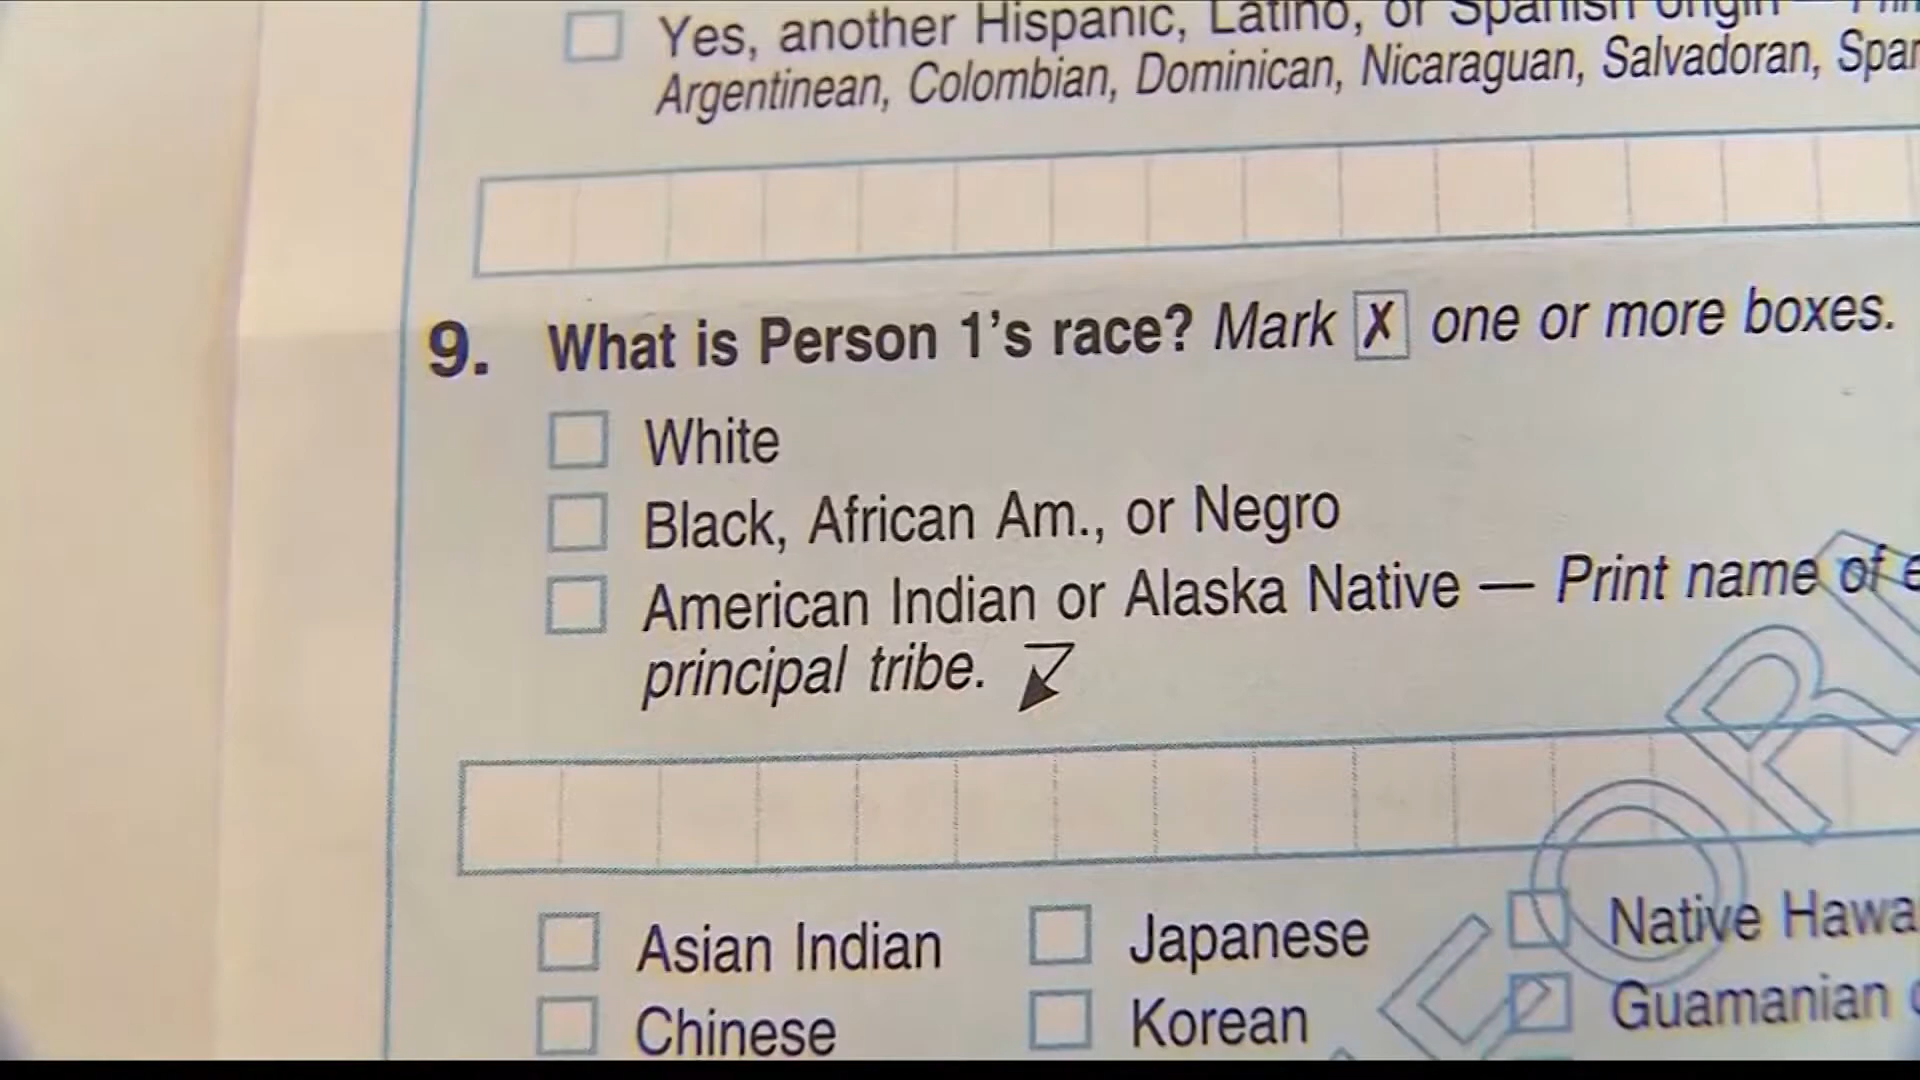 Yes, another Hispanic, Latino, or Spanish origin —
Argentinean, Colombian, Dominican, Nicaraguan, Salvadoran,
9. What is Person 1's race? Mark X one or more boxes.
White
Black, African Am., or Negro
American Indian or Alaska Native — Print name of
principal tribe.
Asian Indian Japanese Native
Chinese Korean Guamanian